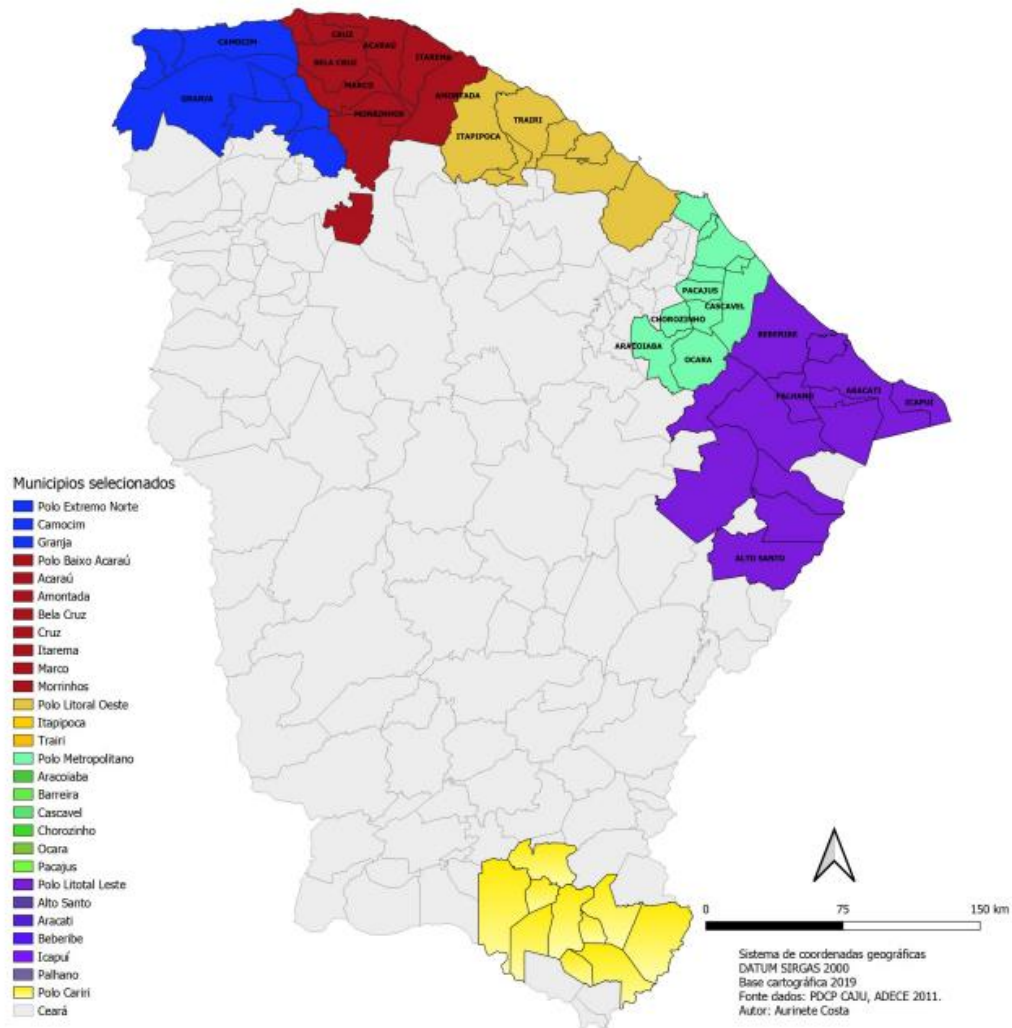 CAMOCIM
CRUZ
ACARAÚ
ITAREMA
BELA CRUZ
MARCO
GRANJA
AMONTADA
MORRINHOS
TRAIRI
ITAPIPOCA
PACAJUS
CASCAVEL
CHOROZINHO
BEBERIBE
ARACOIABA
OCARA
ARACATI
PALHANO
ICAPUI
ALTO SANTO
Municipios selecionados
Polo Extremo Norte
Camocim
Granja
Polo Baixo Acaraú
Acaraú
Amontada
Bela Cruz
Cruz
Itarema
Marco
Morrinhos
Polo Litoral Oeste
Itapipoca
Trairi
Polo Metropolitano
Aracoiaba
Barreira
Cascavel
Chorozinho
Ocara
Pacajus
Polo Litotal Leste
Alto Santo
Aracati
Beberibe
Icapuí
Palhano
Polo Cariri
Ceará
0 75 150 km
Sistema de coordenadas geográficas
DATUM SIRGAS 2000
Base cartográfica 2019
Fonte dados: PDCP CAJU, ADECE 2011.
Autor: Aurinete Costa